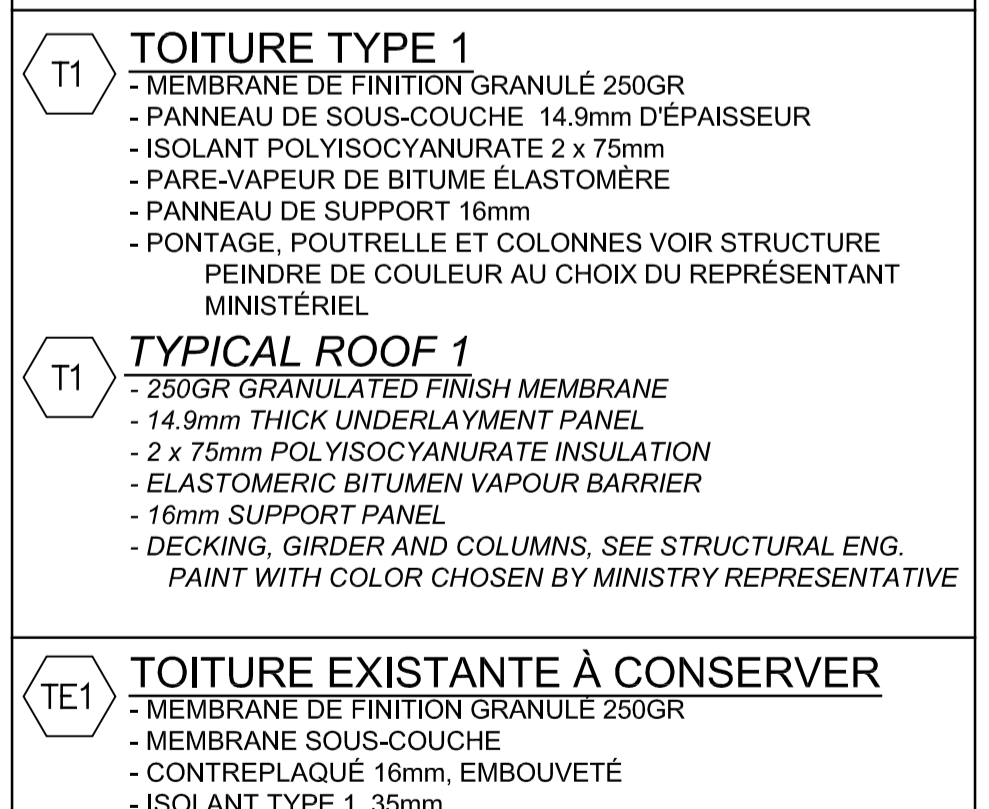 T1
TOITURE TYPE 1
- MEMBRANE DE FINITION GRANULÉ 250GR
- PANNEAU DE SOUS-COUCHE 14.9mm D'ÉPAISSEUR
- ISOLANT POLYISOCYANURATE 2 x 75mm
- PARE-VAPEUR DE BITUME ÉLASTOMÈRE
- PANNEAU DE SUPPORT 16mm
- PONTAGE, POUTRELLE ET COLONNES VOIR STRUCTURE
PEINDRE DE COULEUR AU CHOIX DU REPRÉSENTANT
MINISTÉRIEL
T1
TYPICAL ROOF 1
- 250GR GRANULATED FINISH MEMBRANE
- 14.9mm THICK UNDERLAYMENT PANEL
- 2 x 75mm POLYISOCYANURATE INSULATION
- ELASTOMERIC BITUMEN VAPOUR BARRIER
- 16mm SUPPORT PANEL
- DECKING, GIRDER AND COLUMNS, SEE STRUCTURAL ENG.
PAINT WITH COLOR CHOSEN BY MINISTRY REPRESENTATIVE
TE1
TOITURE EXISTANTE À CONSERVER
- MEMBRANE DE FINITION GRANULÉ 250GR
- MEMBRANE SOUS-COUCHE
- CONTREPLAQUÉ 16mm, EMBOUVETÉ
- ISOLANT TYPE 1, 35mm